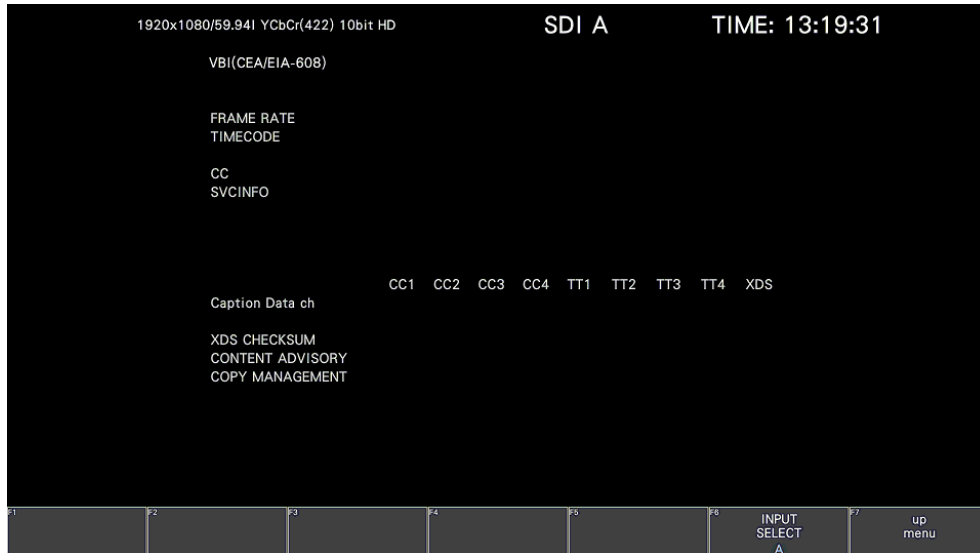 1920x1080/59.94I YCbCr(422) 10bit HD SDI A TIME: 13:19:31
VBI(CEA/EIA-608)
FRAME RATE
TIMECODE
CC
SVCINFO
CC1 CC2 CC3 CC4 TT1 TT2 TT3 TT4 XDS
Caption Data ch
XDS CHECKSUM
CONTENT ADVISORY
COPY MANAGEMENT
F1 F2 F3 F4 F5 F6 INPUT F7 up
SELECT menu
A